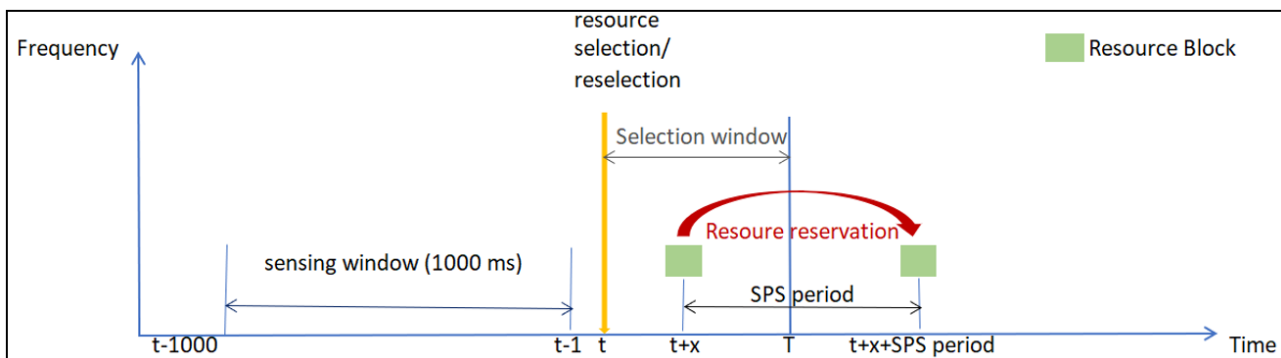 resource
selection/
reselection
Frequency
Resource Block
Selection window
Resoure reservation
sensing window (1000 ms)
SPS period
t-1000 t-1 t t+x T t+x+SPS period Time